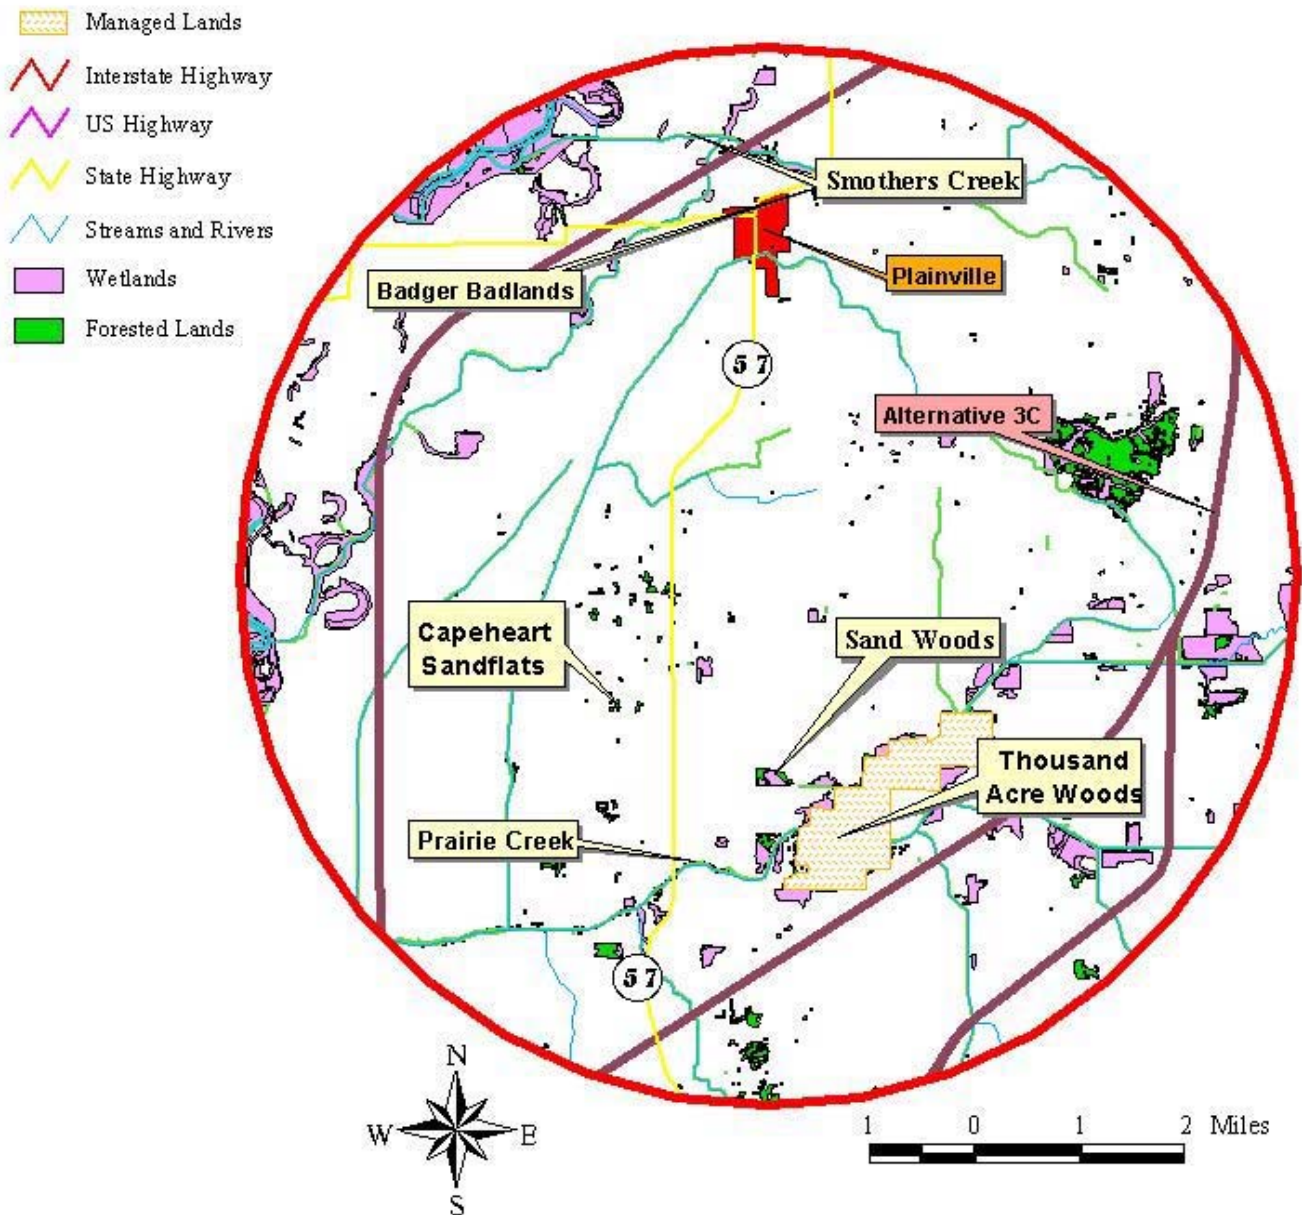 Managed Lands
Interstate Highway
US Highway
State Highway
Streams and Rivers
Wetlands
Forested Lands
Smothers Creek
Badger Badlands
Plainville
57
Alternative 3C
Capeheart
Sandflats
Sand Woods
Thousand
Acre Woods
Prairie Creek
57
N
W E
S
1 0 1 2 Miles